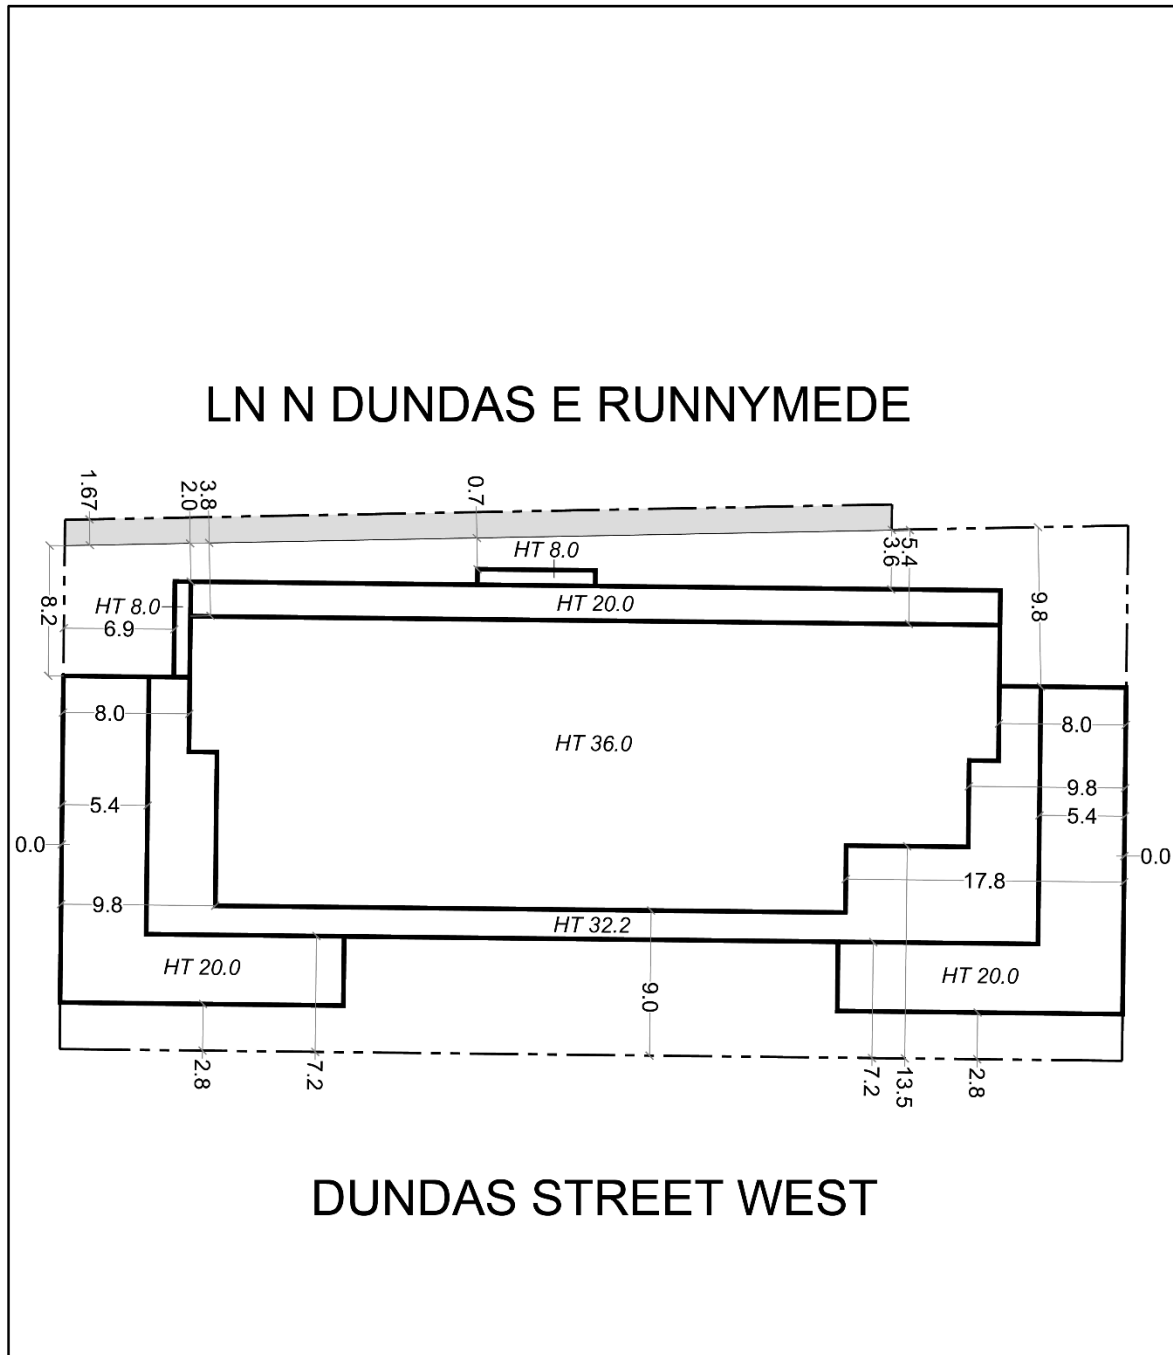 LN N DUNDAS E RUNNYMEDE
1.67
2.0
3.8
0.7
3.6
5.4
9.8
HT 8.0
HT 20.0
HT 8.0
8.2
6.9
8.0
HT 36.0
8.0
9.8
5.4
5.4
0.0
0.0
17.8
9.8
HT 32.2
HT 20.0
HT 20.0
9.0
2.8
7.2
7.2
13.5
2.8
DUNDAS STREET WEST